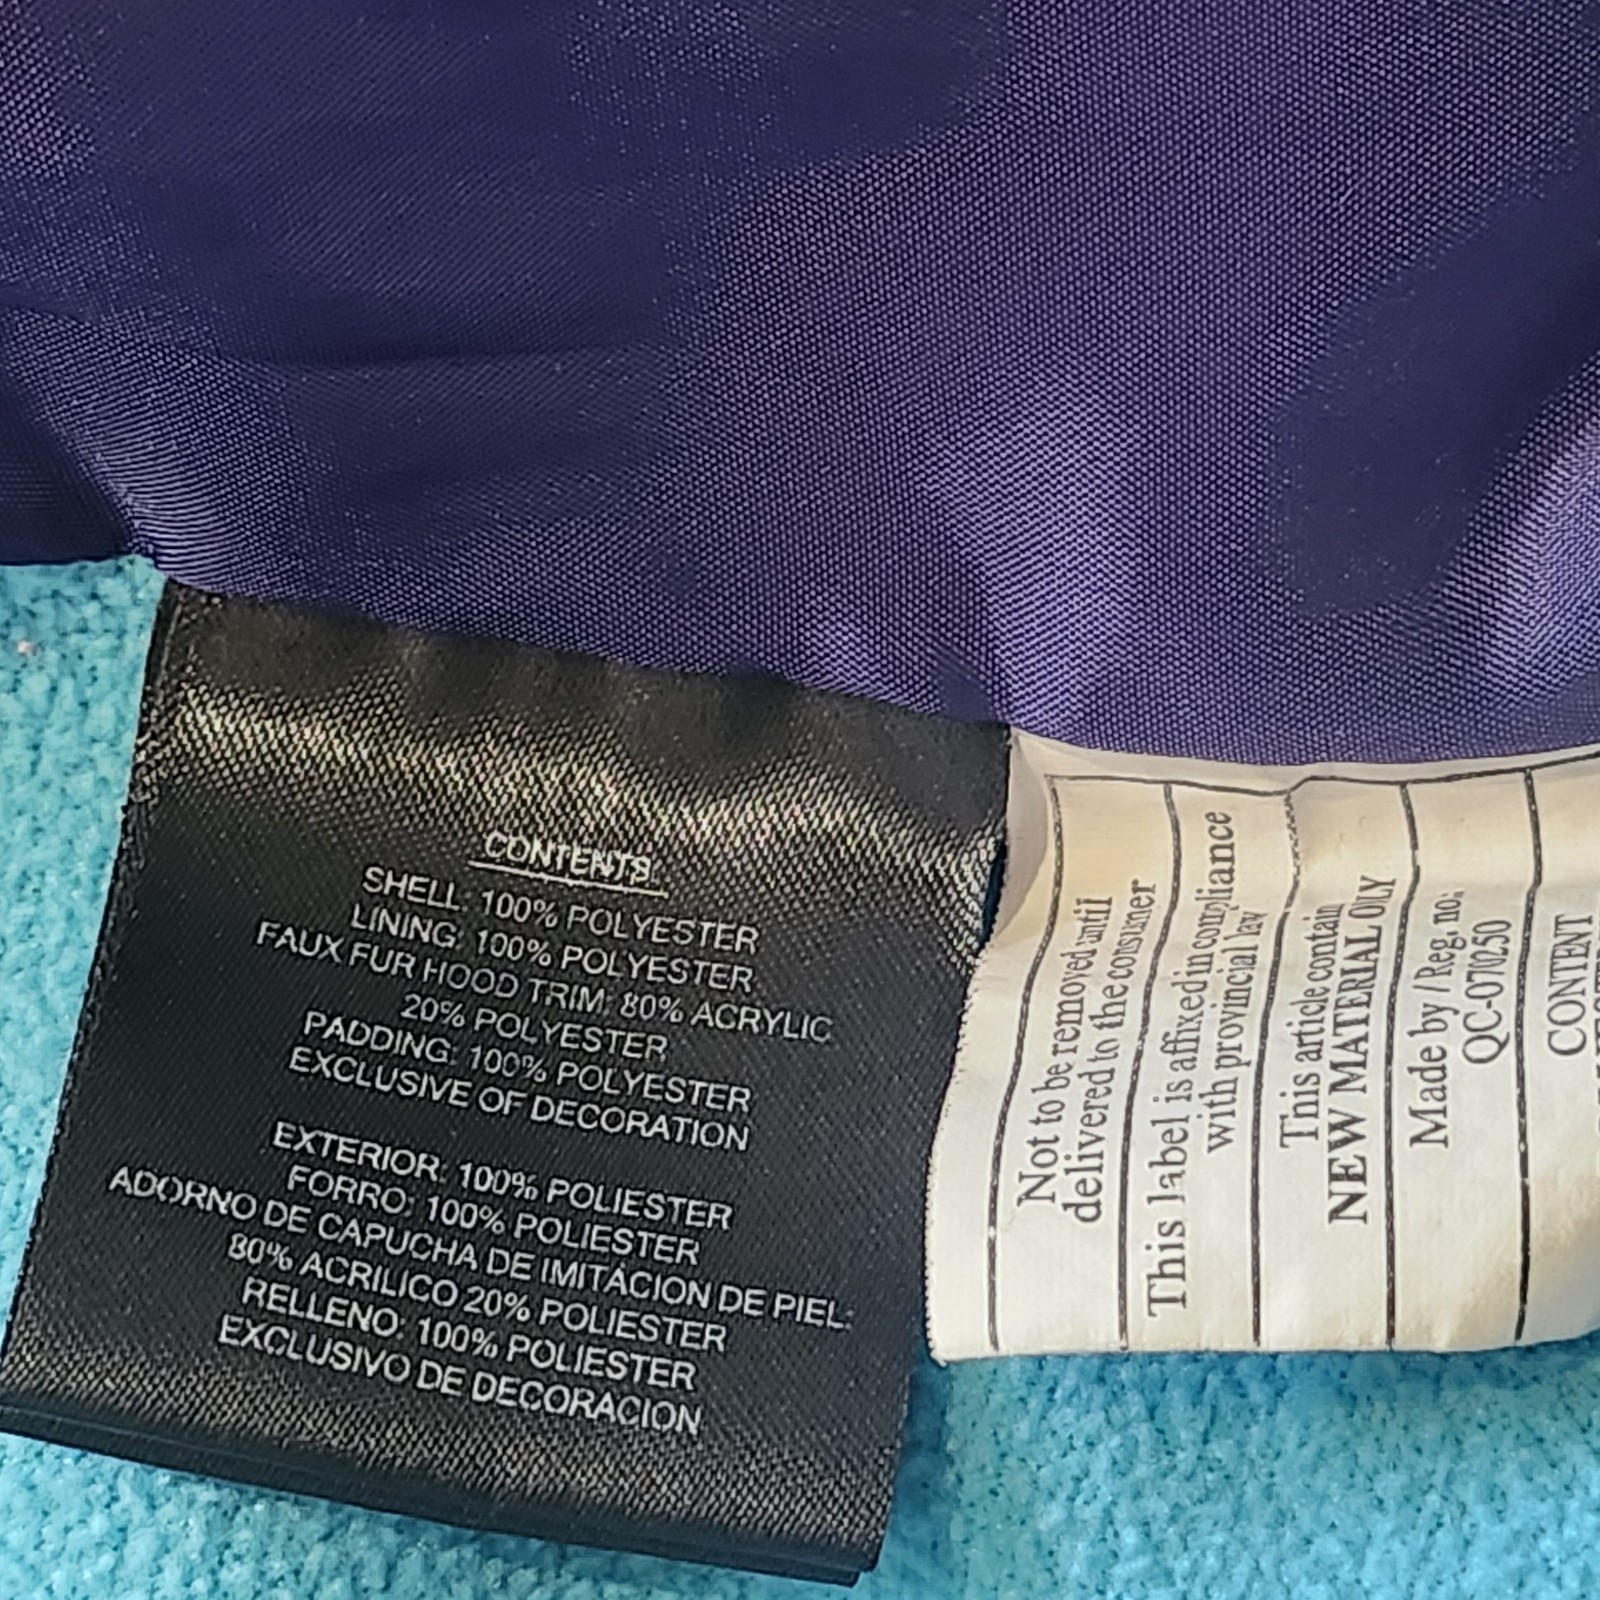 CONTENTS
SHELL: 100% POLYESTER
LINING: 100% POLYESTER
FAUX FUR HOOD TRIM: 80% ACRYLIC
20% POLYESTER
PADDING: 100% POLYESTER
EXCLUSIVE OF DECORATION
EXTERIOR: 100% POLIESTER
FORRO: 100% POLIESTER
ADORNO DE CAPUCHA DE IMITACION DE PIEL:
80% ACRILICO 20% POLIESTER
RELLENO: 100% POLIESTER
EXCLUSIVO DE DECORACION
Not to be removed until
delivered to the consumer
This label is affixed in compliance
with provincial law
This article contain
NEW MATERIAL ONLY
Made by / Reg. no:
QC-070250
CONTENT